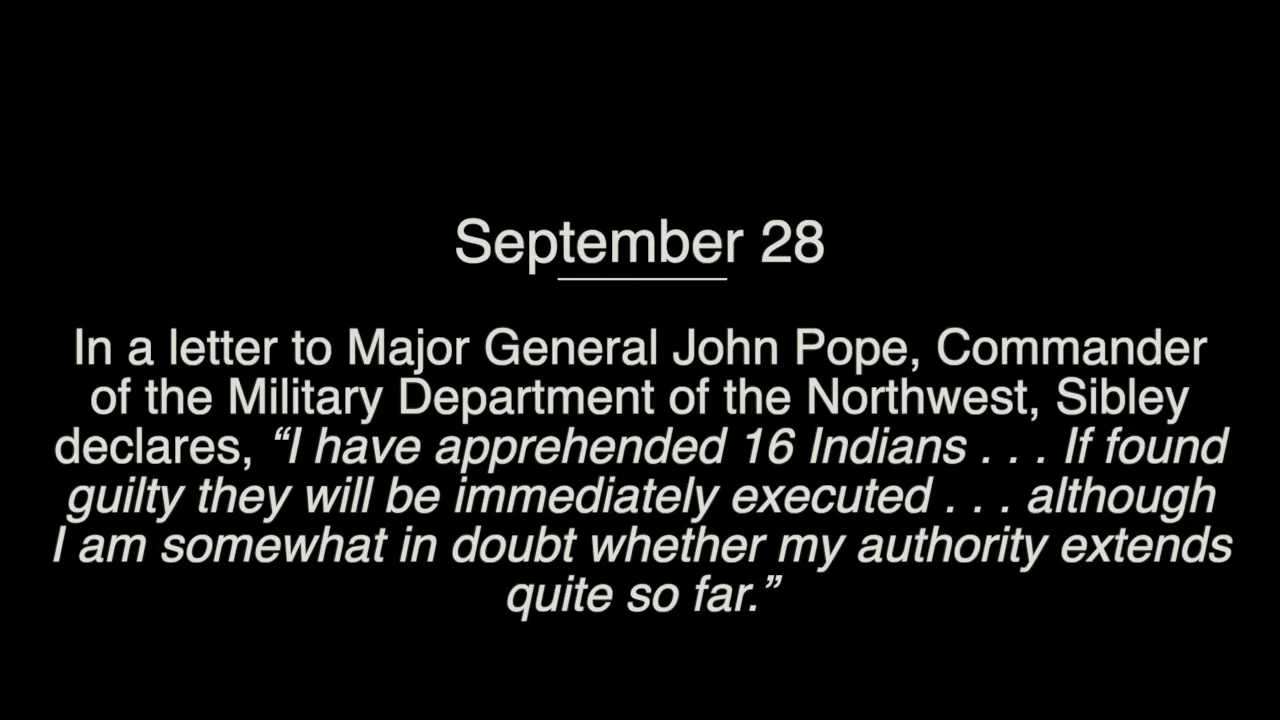 September 28
In a letter to Major General John Pope, Commander
of the Military Department of the Northwest, Sibley
declares, “I have apprehended 16 Indians . . . If found
guilty they will be immediately executed . . . although
I am somewhat in doubt whether my authority extends
quite so far.”